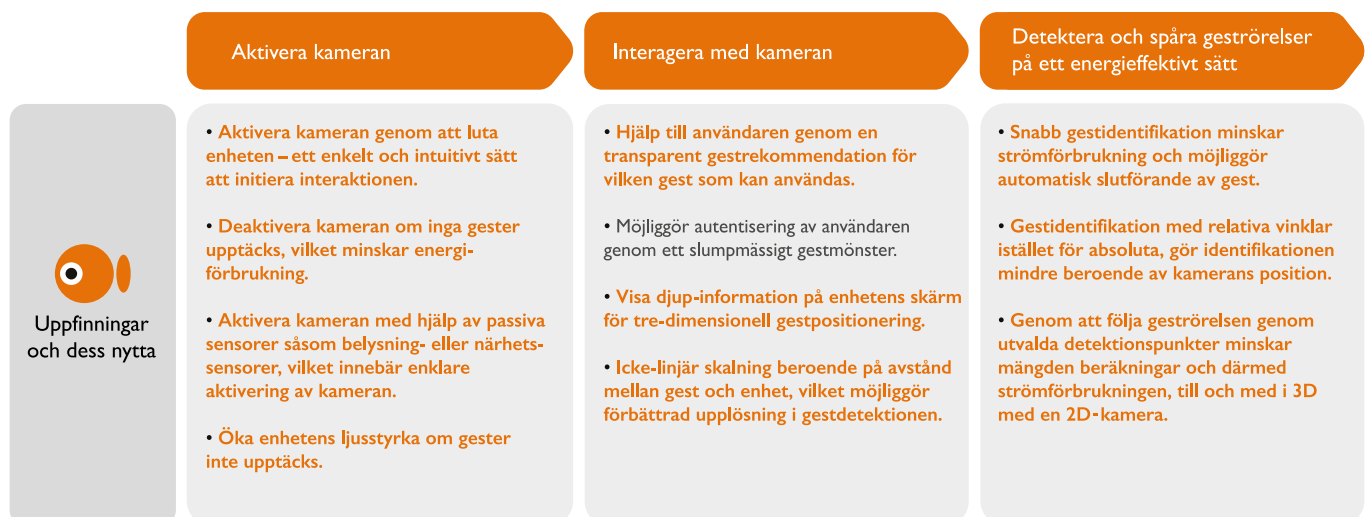 Aktivera kameran
Interagera med kameran
Detektera och spåra geströrelser
på ett energieffektivt sätt
Uppfinningar
och dess nytta
• Aktivera kameran genom att luta
enheten – ett enkelt och intuitivt sätt
att initiera interaktionen.
• Deaktivera kameran om inga gester
upptäcks, vilket minskar energi-
förbrukning.
• Aktivera kameran med hjälp av passiva
sensorer såsom belysning- eller närhets-
sensorer, vilket innebär enklare
aktivering av kameran.
• Öka enhetens ljusstyrka om gester
inte upptäcks.
• Hjälp till användaren genom en
transparent gestrekommendation för
vilken gest som kan användas.
• Möjliggör autentisering av användaren
genom ett slumpmässigt gestmönster.
• Visa djup-information på enhetens skärm
för tre-dimensionell gestpositionering.
• Icke-linjär skalning beroende på avstånd
mellan gest och enhet, vilket möjliggör
förbättrad upplösning i gestdetektionen.
• Snabb gestidentifikation minskar
strömförbrukning och möjliggör
automatisk slutförande av gest.
• Gestidentifikation med relativa vinklar
istället för absoluta, gör identifikationen
mindre beroende av kamerans position.
• Genom att följa geströrelsen genom
utvalda detektionspunkter minskar
mängden beräkningar och därmed
strömförbrukningen, till och med i 3D
med en 2D-kamera.